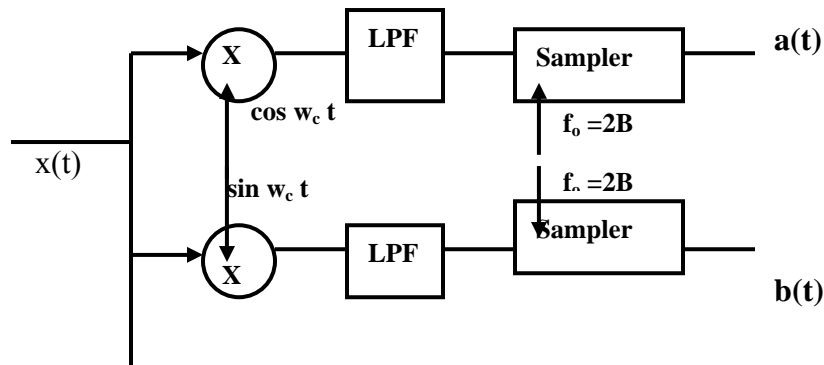 X
LPF
Sampler
a(t)
cos w_c t
f_o =2B
x(t)
sin w_c t
f_o =2B
X
LPF
Sampler
b(t)